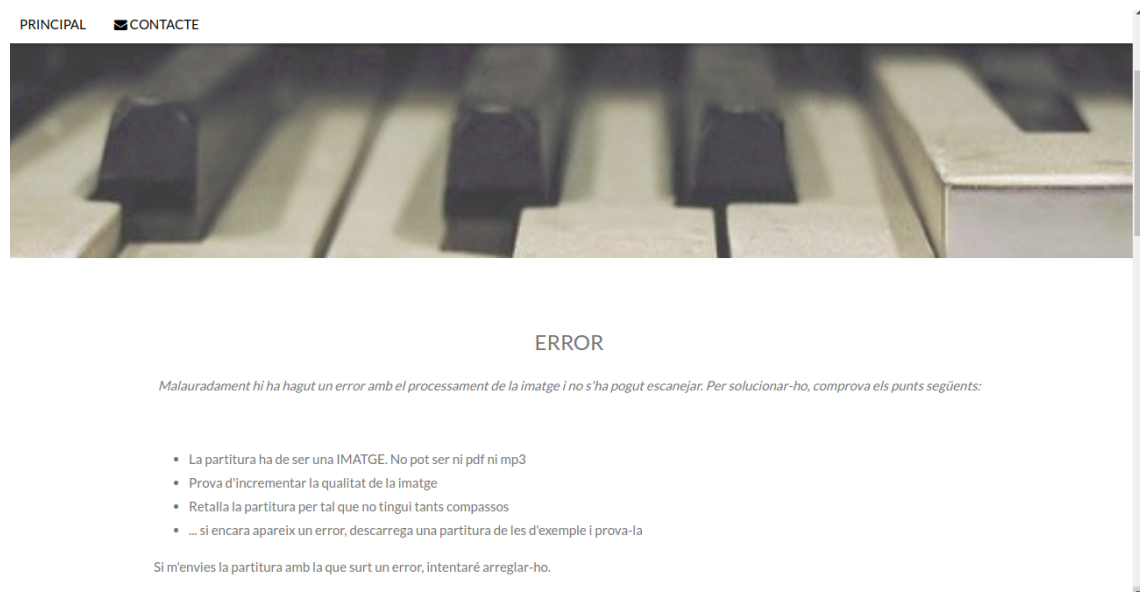 PRINCIPAL CONTACTE
ERROR
Malauradament hi ha hagut un error amb el processament de la imatge i no s'ha pogut escanejar. Per solucionar-ho, comprova els punts següents:
• La partitura ha de ser una IMATGE. No pot ser ni pdf ni mp3
• Prova d'incrementar la qualitat de la imatge
• Retalla la partitura per tal que no tingui tants compassos
• ... si encara apareix un error, descarrega una partitura de les d'exemple i prova-la
Si m'envies la partitura amb la que surt un error, intentaré arreglar-ho.